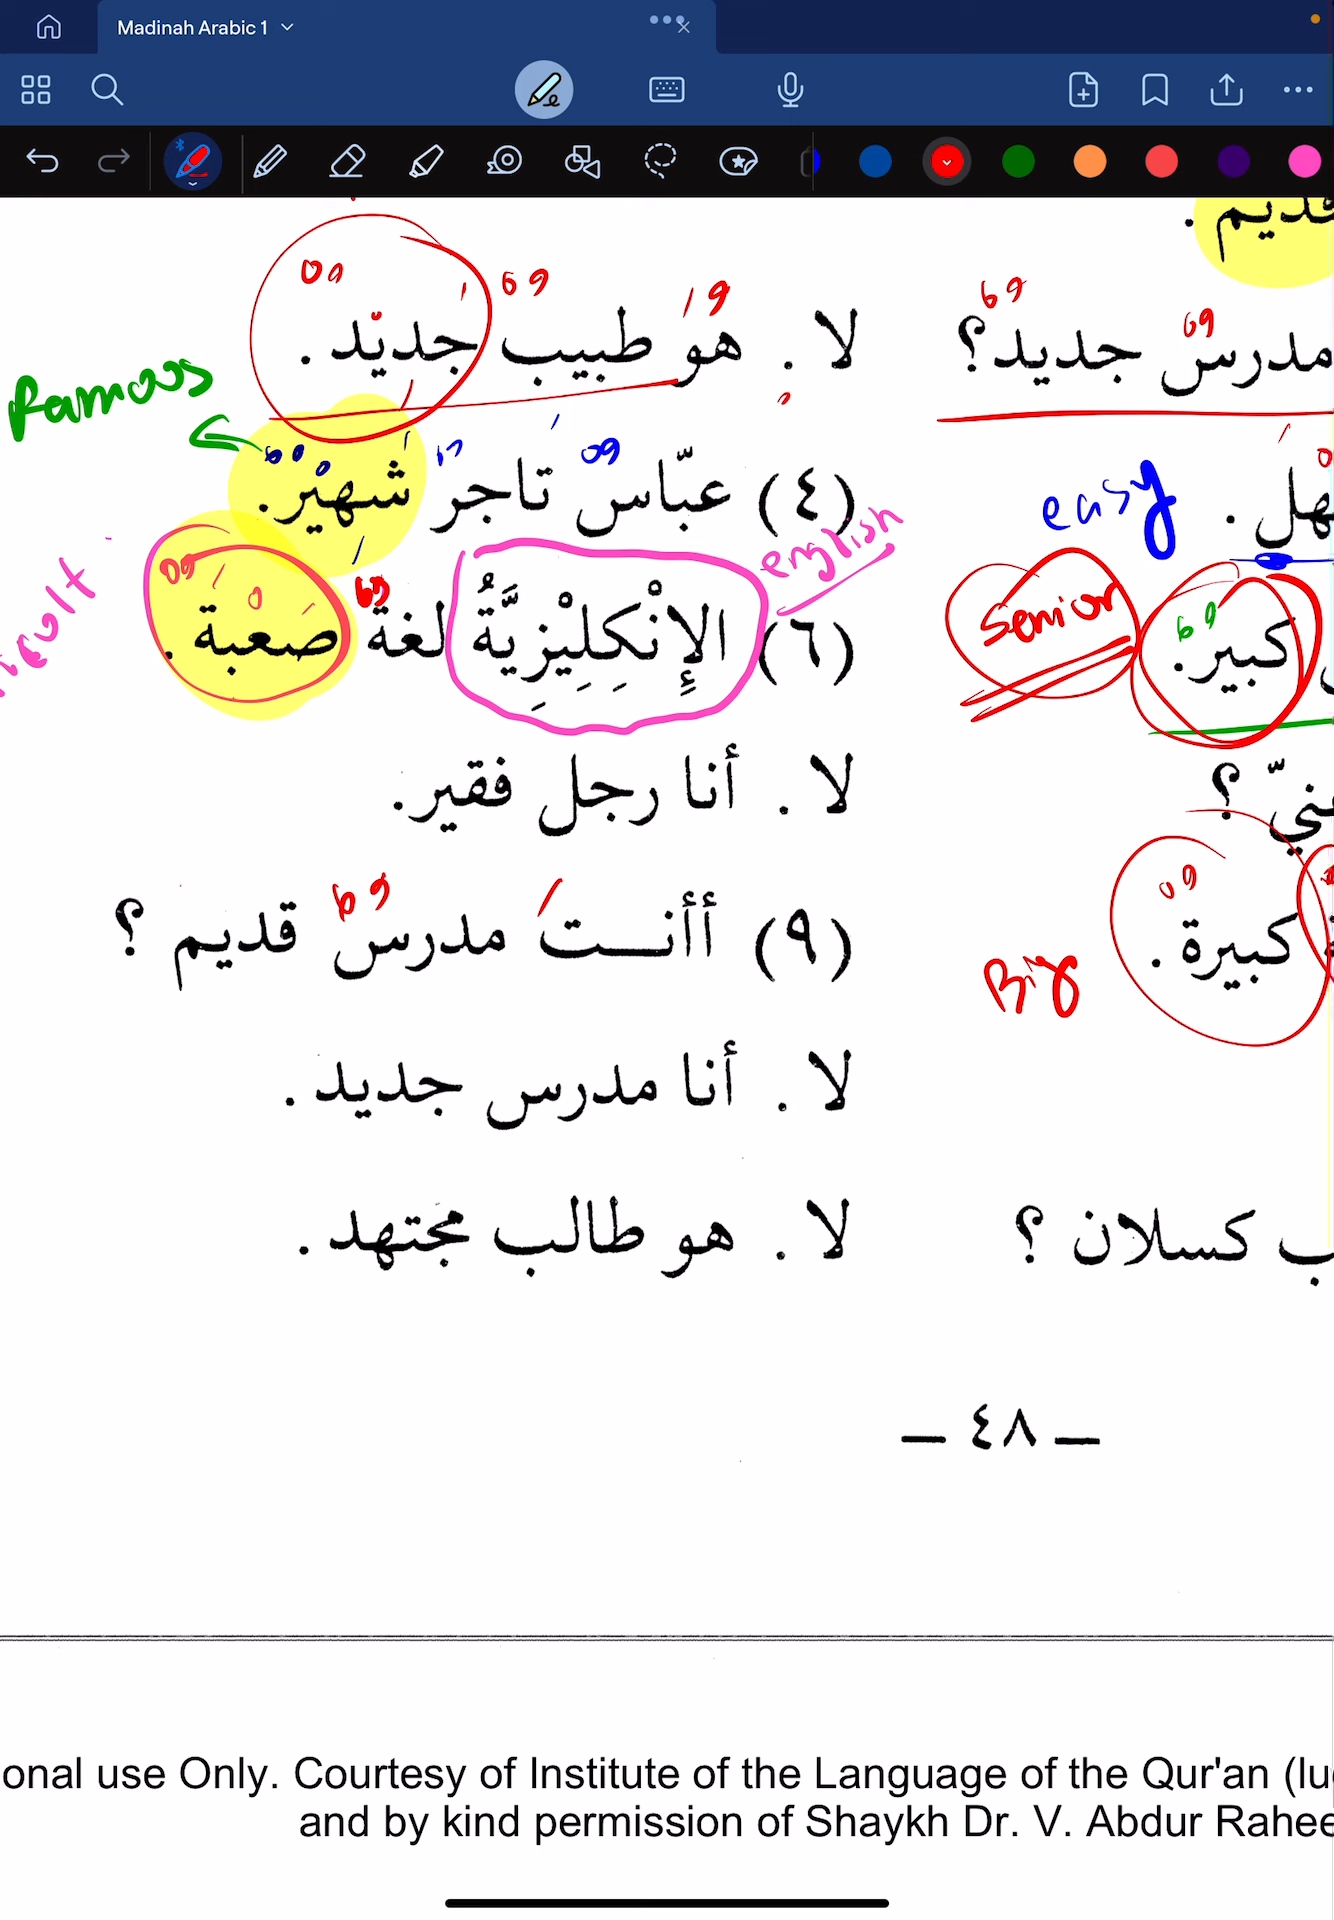 Madinah Arabic 1
قديم .
مدرس جديد؟ لا . هو طبيب جديد .
famous
(٤) عبّاس تاجر شهير .
easy
(٦) الإِنْكِلِيْزِيَّةُ لغة صعبة .
english
senior
كبير .
لا . أنا رجل فقير .
(٩) أأنت مدرس قديم ؟
كبيرة .
Big
لا . أنا مدرس جديد .
كسلان ؟ لا . هو طالب مجتهد .
— ٤٨ —
onal use Only. Courtesy of Institute of the Language of the Qur'an (lu
and by kind permission of Shaykh Dr. V. Abdur Rahee